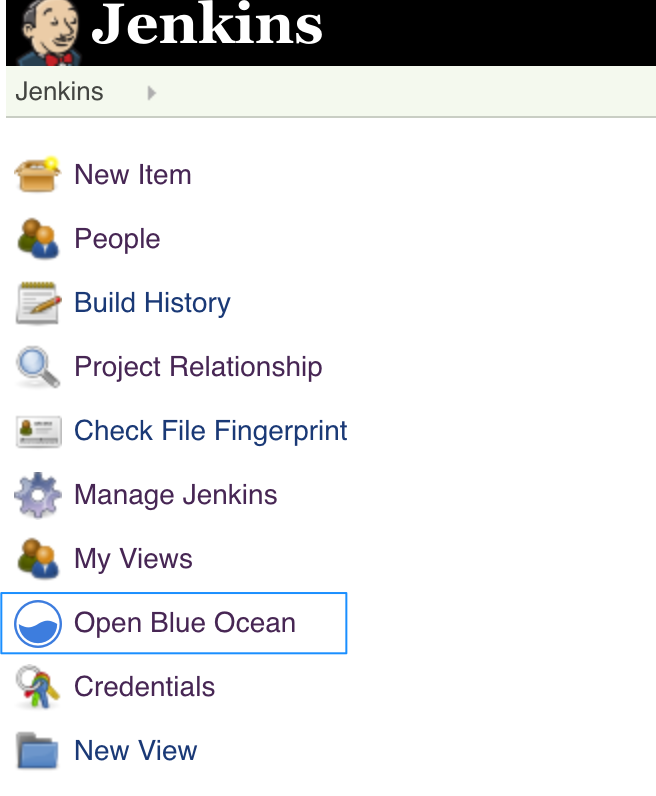 Jenkins
Jenkins
New Item
People
Build History
Project Relationship
Check File Fingerprint
Manage Jenkins
My Views
Open Blue Ocean
Credentials
New View